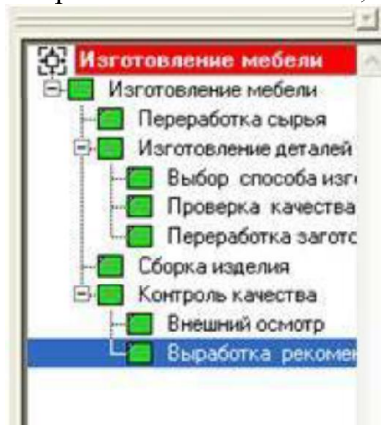 Изготовление мебели
Изготовление мебели
Переработка сырья
Изготовление деталей
Выбор способа изг
Проверка качества
Переработка загото
Сборка изделия
Контроль качества
Внешний осмотр
Выработка рекомен